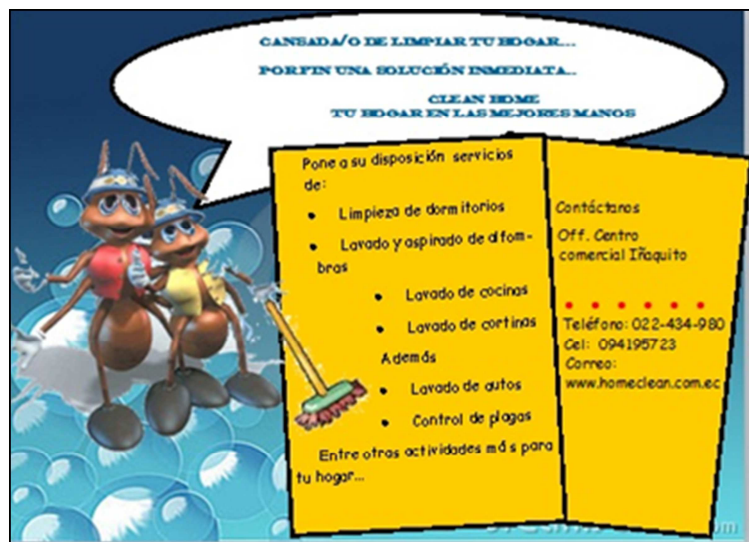 CANSADA/O DE LIMPIAR TU HOGAR...
POR FIN UNA SOLUCIÓN INMEDIATA..
CLEAN HOME
TU HOGAR EN LAS MEJORES MANOS
Pone a su disposición servicios
de:
• Limpieza de dormitorios
• Lavado y aspirado de alfom-
bras
• Lavado de cocinas
• Lavado de cortinas
Además
• Lavado de autos
• Control de plagas
Entre otras actividades más para
tu hogar...
Contáctanos
Off. Centro
comercial Iñaquito
Teléfono: 022-434-980
Cel: 094195723
Correo:
www.homeclean.com.ec